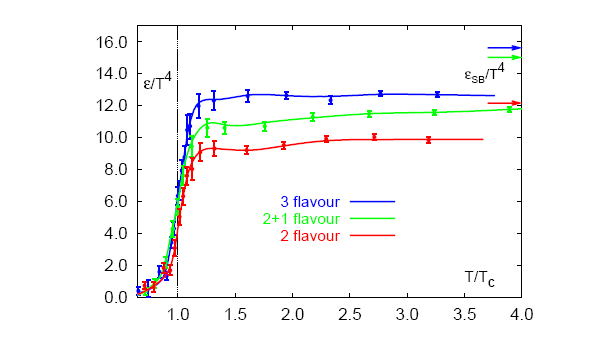 16.0
14.0
12.0
10.0
8.0
6.0
4.0
2.0
0.0
ε/T⁴
ε_SB/T⁴
3 flavour
2+1 flavour
2 flavour
T/T_c
1.0 1.5 2.0 2.5 3.0 3.5 4.0